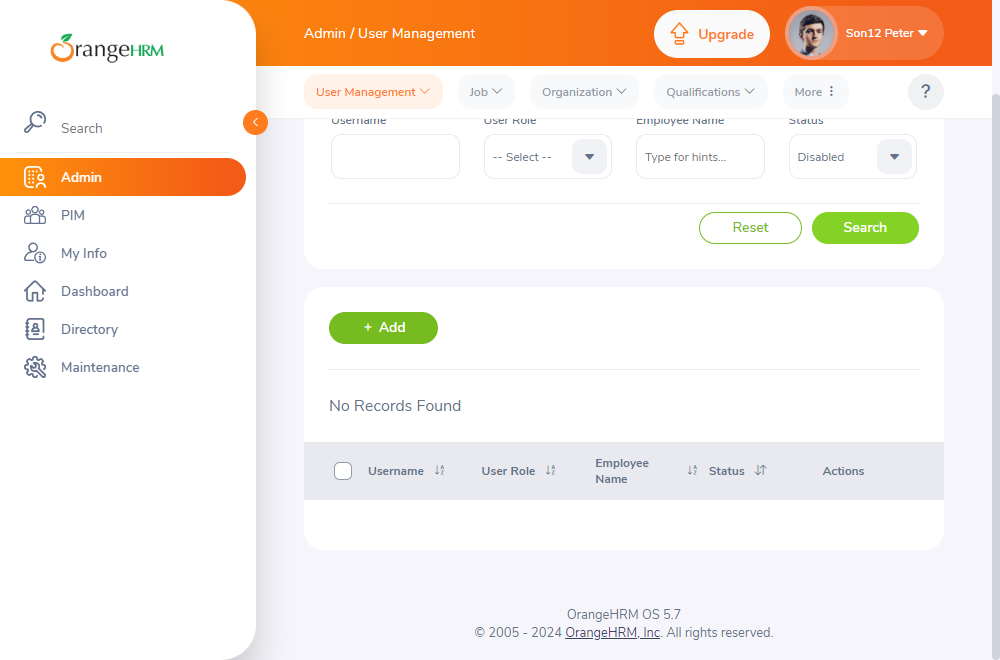 OrangeHRM
Admin / User Management
Upgrade
Son12 Peter
User Management
Job
Organization
Qualifications
More
?
Search
Admin
PIM
My Info
Dashboard
Directory
Maintenance
Username
User Role
Employee Name
Status
-- Select --
Type for hints...
Disabled
Reset
Search
+ Add
No Records Found
Username
User Role
Employee
Name
Status
Actions
OrangeHRM OS 5.7
© 2005 - 2024 OrangeHRM, Inc. All rights reserved.